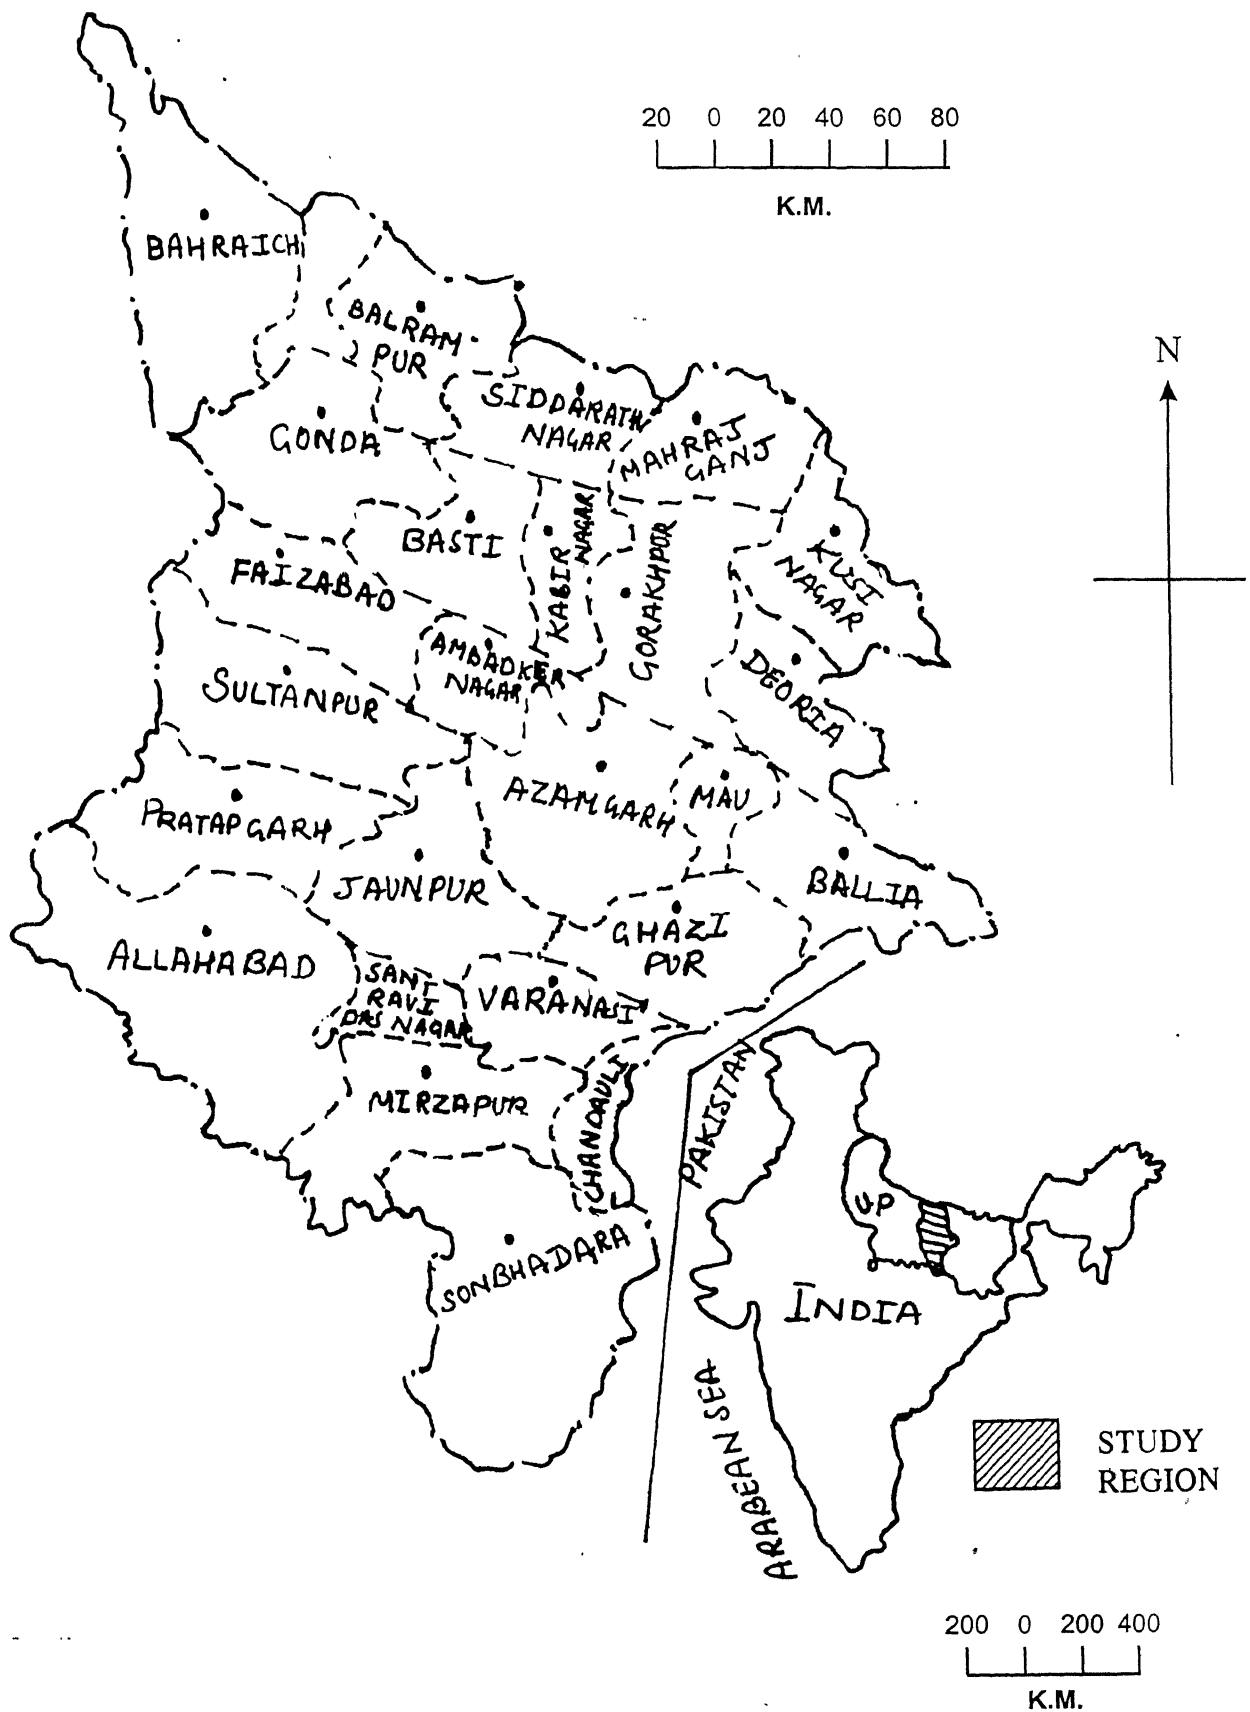 20 0 20 40 60 80
K.M.
BAHRAICH
BALRAM
PUR
N
SIDDARATH
NAGAR
MAHRAJ
GANJ
GONDA
BASTI
KABIR
NAGAR
GORAKHPUR
KUSI
NAGAR
FAIZABAD
AMBADKER
NAGAR
DEORIA
SULTANPUR
AZAMGARH
MAU
PRATAPGARH
JAUNPUR
BALLIA
GHAZI
PUR
ALLAHABAD
SANT
RAVI
DAS NAGAR
VARANASI
CHANDAULI
MIRZAPUR
PAKISTAN
UP
SONBHADARA
INDIA
ARABEAN SEA
STUDY
REGION
200 0 200 400
K.M.